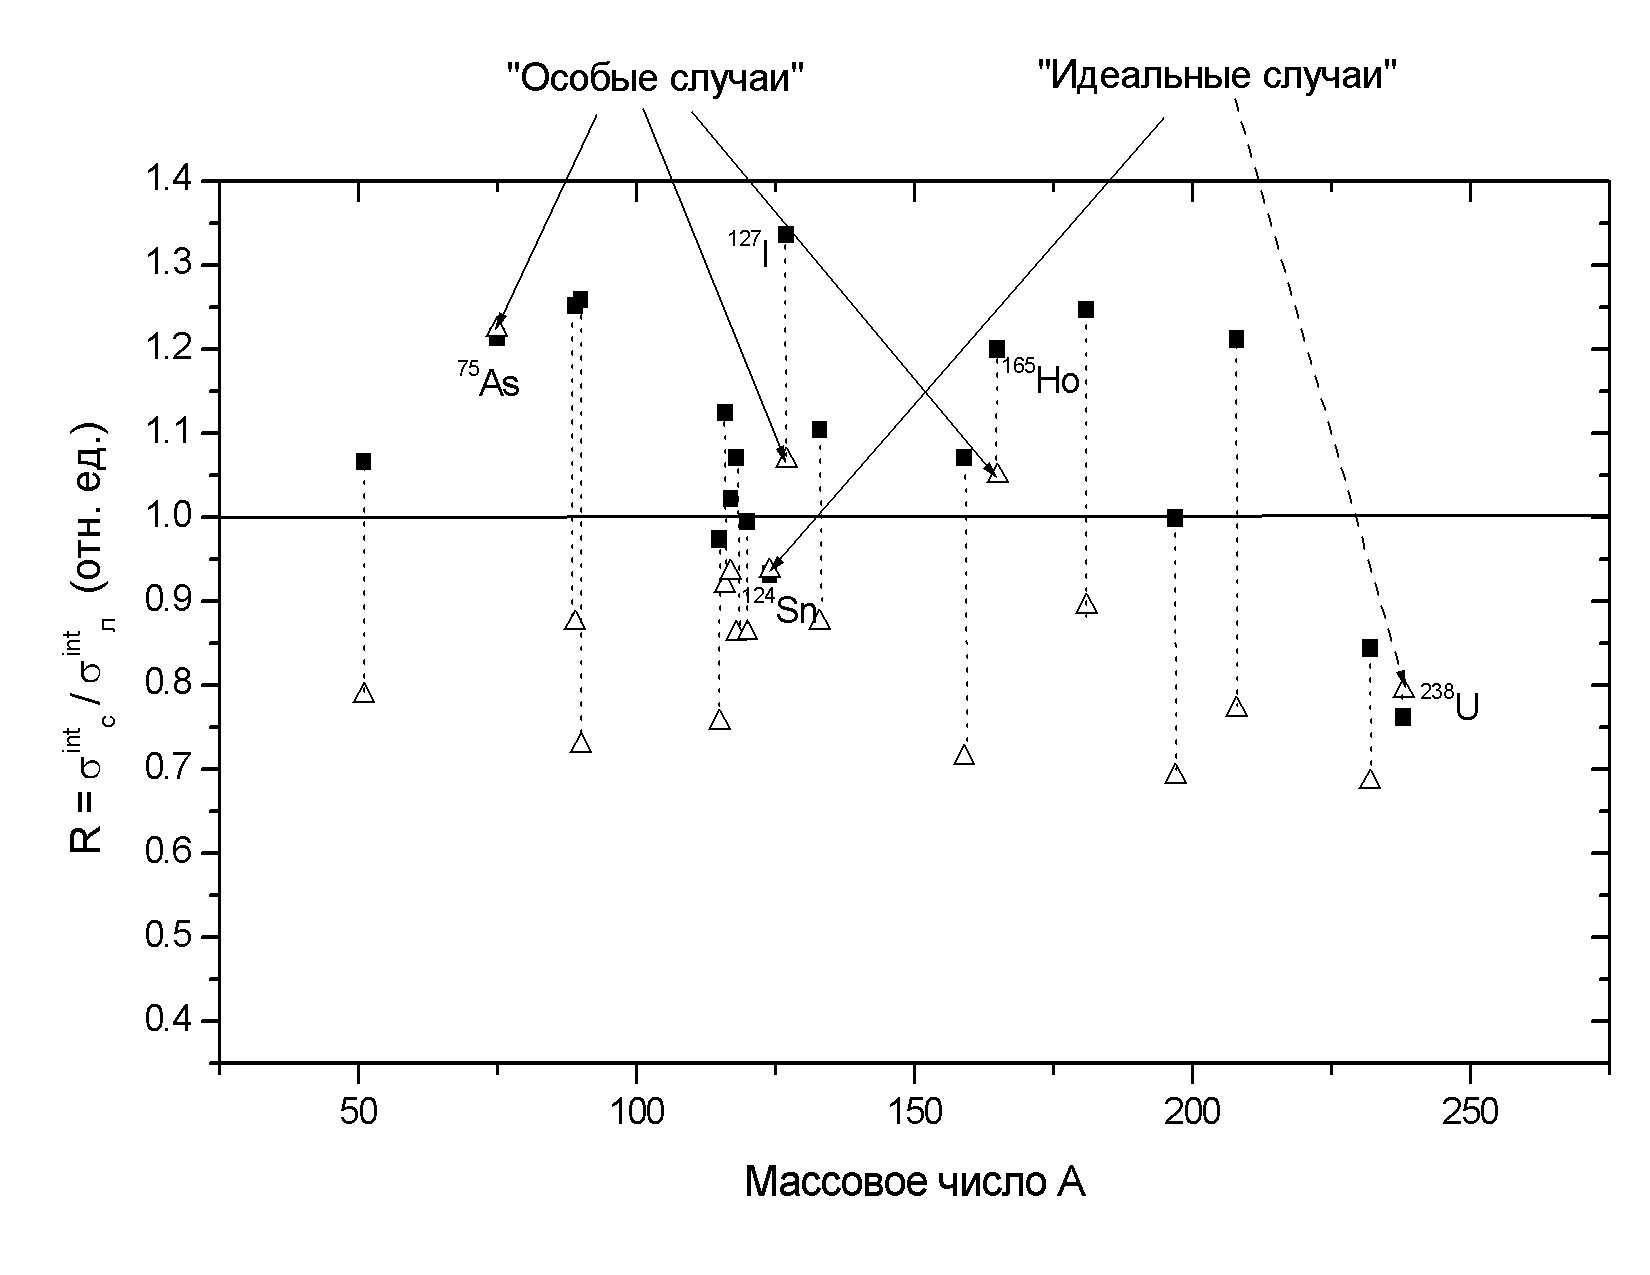 "Особые случаи"
"Идеальные случаи"
1.4
1.3
1.2
1.1
1.0
0.9
0.8
0.7
0.6
0.5
0.4
R = σ^int_с / σ^int_л (отн. ед.)
127I
75As
165Ho
124Sn
238U
50
100
150
200
250
Массовое число А